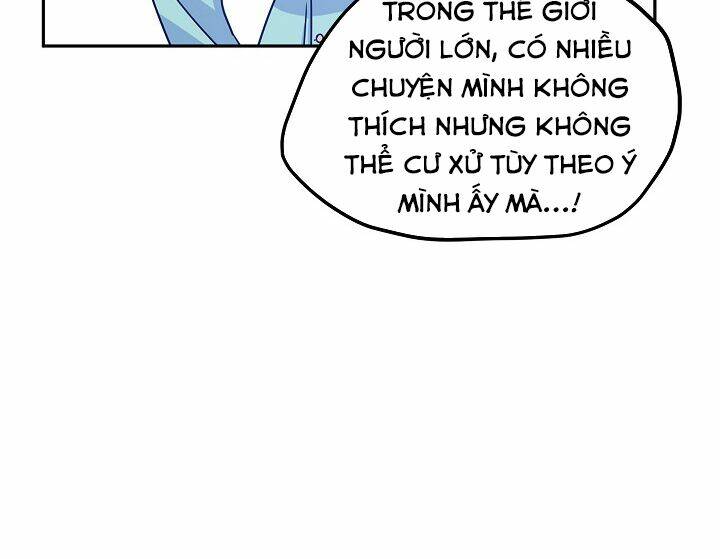 TRONG THẾ GIỚI
NGƯỜI LỚN, CÓ NHIỀU
CHUYỆN MÌNH KHÔNG
THÍCH NHƯNG KHÔNG
THỂ CƯ XỬ TÙY THEO Ý
MÌNH ẤY MÀ...!